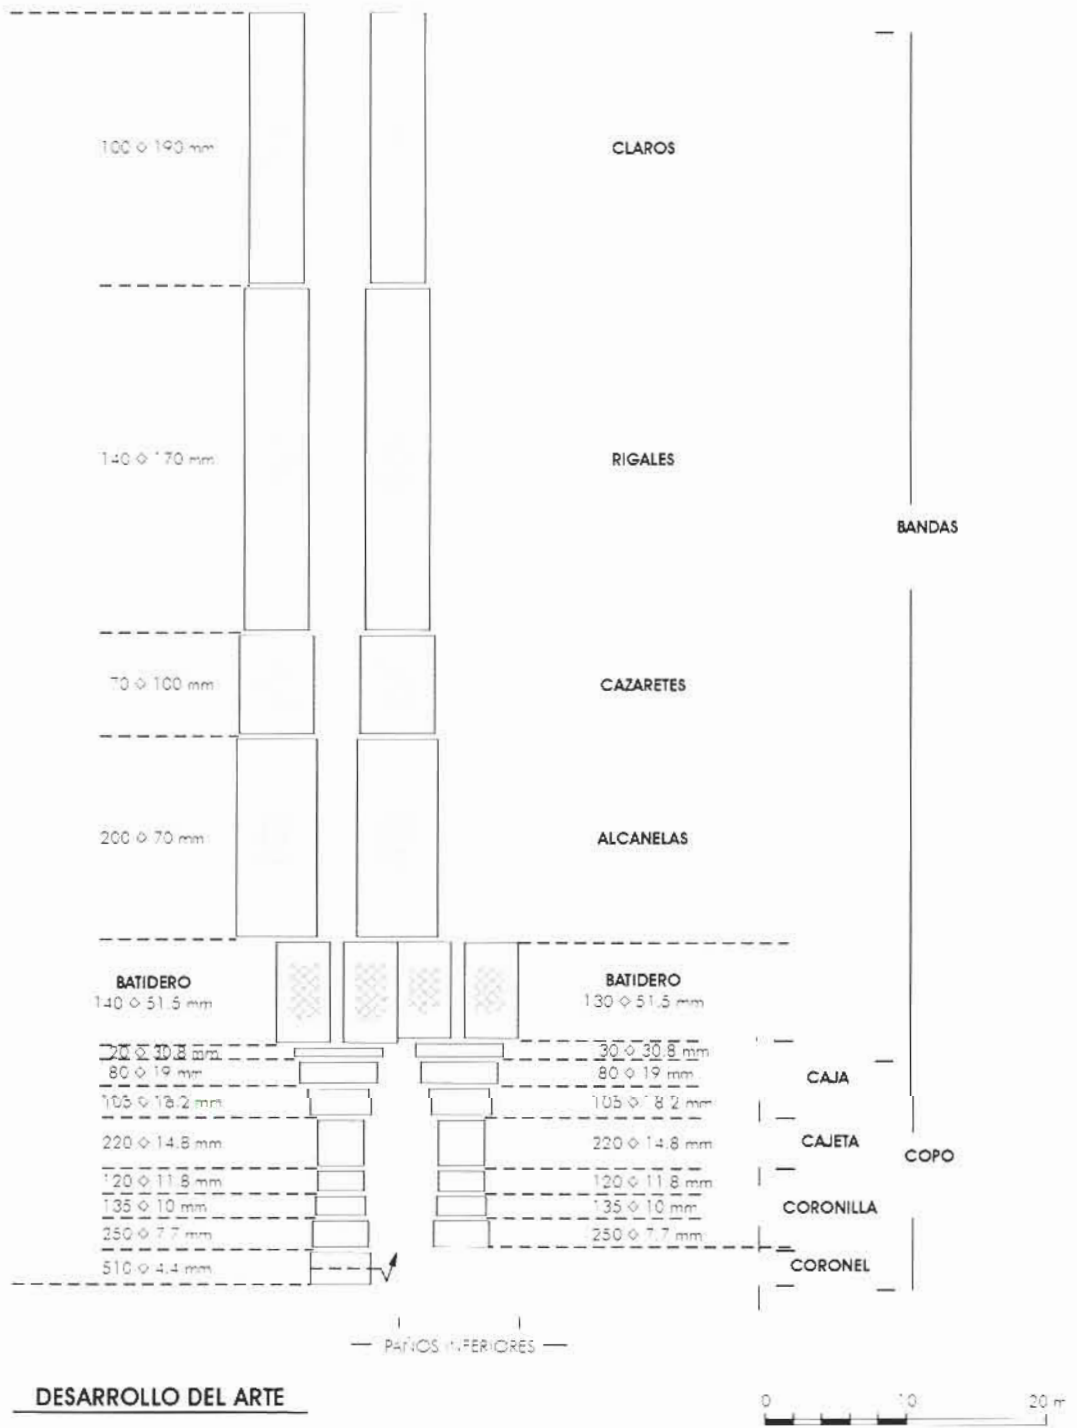 100 ◇ 190 mm
CLAROS
140 ◇ 170 mm
RIGALES
BANDAS
70 ◇ 100 mm
CAZARETES
200 ◇ 70 mm
ALCANELAS
BATIDERO
140 ◇ 51.5 mm
BATIDERO
130 ◇ 51.5 mm
20 ◇ 30.8 mm
30 ◇ 30.8 mm
80 ◇ 19 mm
80 ◇ 19 mm
CAJA
105 ◇ 18.2 mm
105 ◇ 18.2 mm
220 ◇ 14.8 mm
220 ◇ 14.8 mm
CAJETA
COPO
120 ◇ 11.8 mm
120 ◇ 11.8 mm
135 ◇ 10 mm
135 ◇ 10 mm
CORONILLA
250 ◇ 7.7 mm
250 ◇ 7.7 mm
510 ◇ 4.4 mm
CORONEL
PAÑOS INFERIORES
DESARROLLO DEL ARTE
0 10 20 m